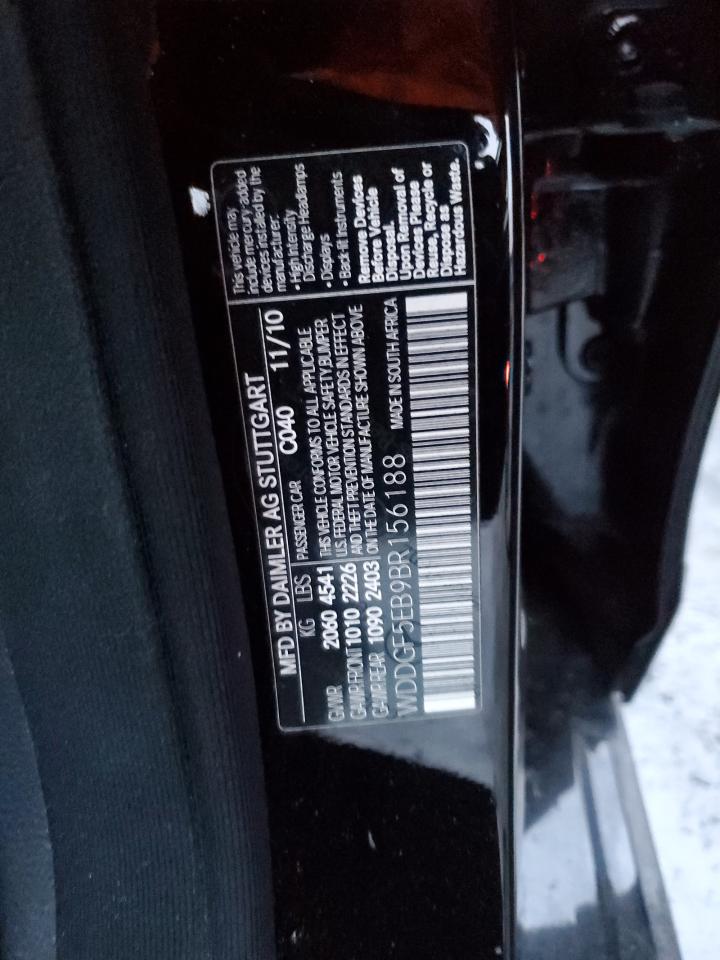 MFD BY DAIMLER AG STUTTGART
KG LBS
GVWR 2060 4541
GAWR FRONT 1010 2226
GAWR REAR 1090 2403
PASSENGER CAR C040 11/10
THIS VEHICLE CONFORMS TO ALL APPLICABLE
U.S. FEDERAL MOTOR VEHICLE SAFETY, BUMPER
AND THEFT PREVENTION STANDARDS IN EFFECT
ON THE DATE OF MANUFACTURE SHOWN ABOVE
WDDGF5EB9BR156188 MADE IN SOUTH AFRICA
This vehicle may
include mercury-added
devices installed by the
manufacturer:
• High Intensity
Discharge Headlamps
• Displays
• Back-lit Instruments
Remove Devices
Before Vehicle
Disposal.
Upon Removal of
Devices Please
Reuse, Recycle or
Dispose as
Hazardous Waste.